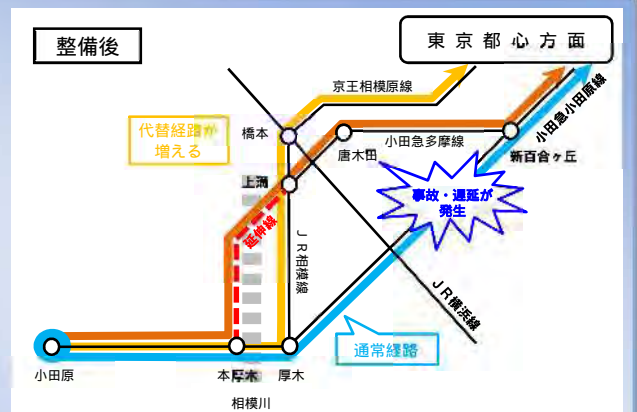 整備後
東京都心方面
京王相模原線
代替経路が
増える
橋本
小田急多摩線
唐木田
小田急小田原線
新百合ヶ丘
上溝
事故・遅延が
発生
延伸線
JR相模線
JR横浜線
通常経路
小田原
本厚木
厚木
相模川